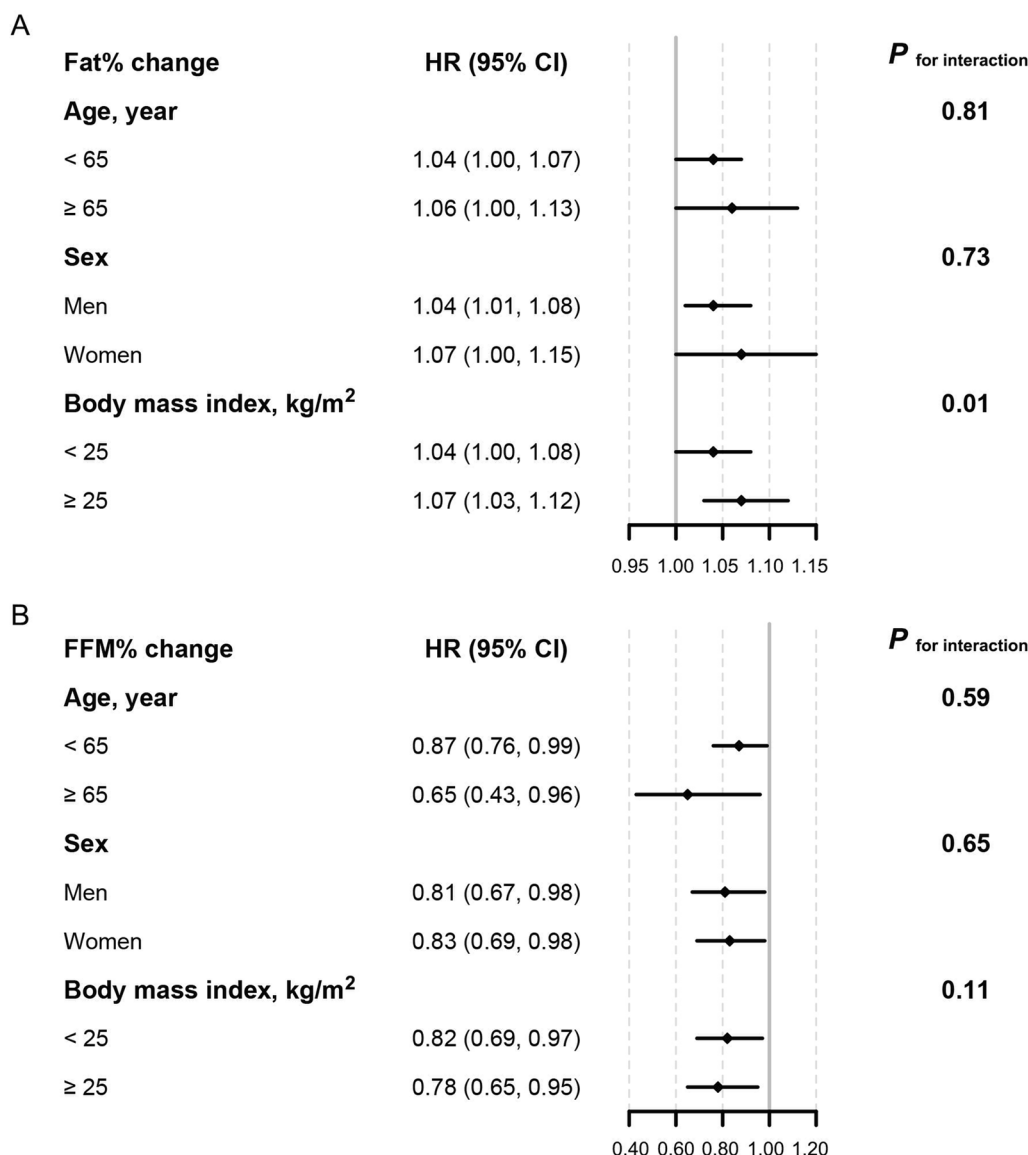 A
Fat% change HR (95% CI) P for interaction
Age, year 0.81
< 65 1.04 (1.00, 1.07)
≥ 65 1.06 (1.00, 1.13)
Sex 0.73
Men 1.04 (1.01, 1.08)
Women 1.07 (1.00, 1.15)
Body mass index, kg/m² 0.01
< 25 1.04 (1.00, 1.08)
≥ 25 1.07 (1.03, 1.12)
0.95 1.00 1.05 1.10 1.15
B
FFM% change HR (95% CI) P for interaction
Age, year 0.59
< 65 0.87 (0.76, 0.99)
≥ 65 0.65 (0.43, 0.96)
Sex 0.65
Men 0.81 (0.67, 0.98)
Women 0.83 (0.69, 0.98)
Body mass index, kg/m² 0.11
< 25 0.82 (0.69, 0.97)
≥ 25 0.78 (0.65, 0.95)
0.40 0.60 0.80 1.00 1.20